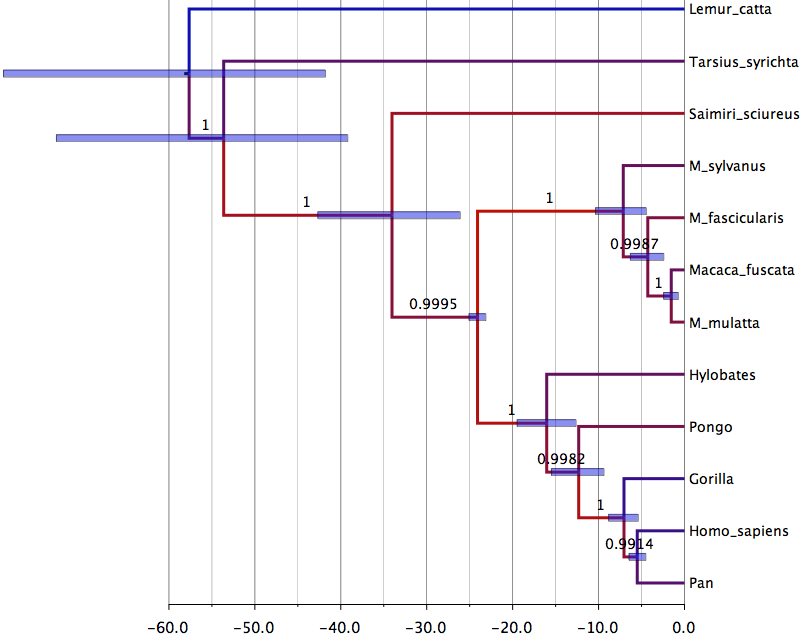 Lemur_catta
Tarsius_syrichta
1
Saimiri_sciureus
M_sylvanus
1
1
M_fascicularis
0.9987
Macaca_fuscata
1
0.9995
M_mulatta
Hylobates
1
Pongo
0.9982
Gorilla
1
Homo_sapiens
0.9914
Pan
-60.0 -50.0 -40.0 -30.0 -20.0 -10.0 0.0